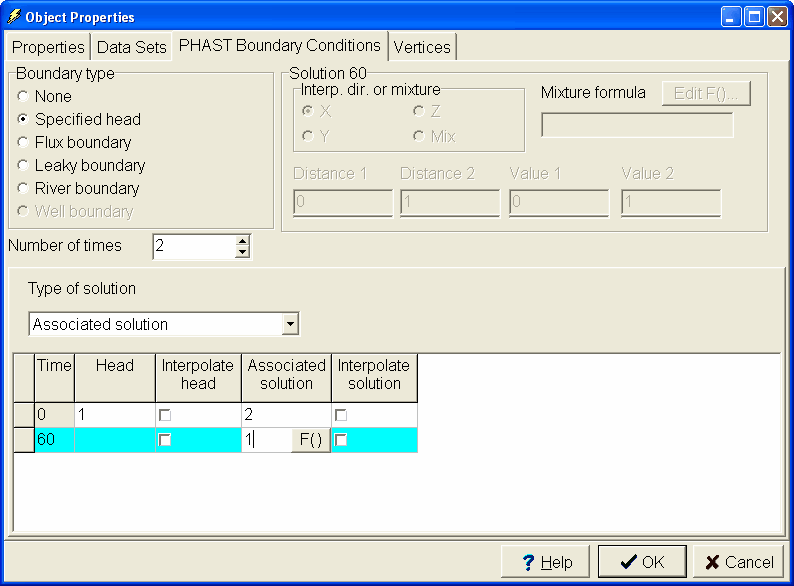 Object Properties
Properties Data Sets PHAST Boundary Conditions Vertices
Boundary type
None
Specified head
Flux boundary
Leaky boundary
River boundary
Well boundary
Solution 60
Interp. dir. or mixture
X Z
Y Mix
Mixture formula Edit F()...
Distance 1 Distance 2 Value 1 Value 2
0 1 0 1
Number of times 2
Type of solution
Associated solution
Time Head Interpolate head Associated solution Interpolate solution
0 1 2
60 1 F()
? Help OK Cancel